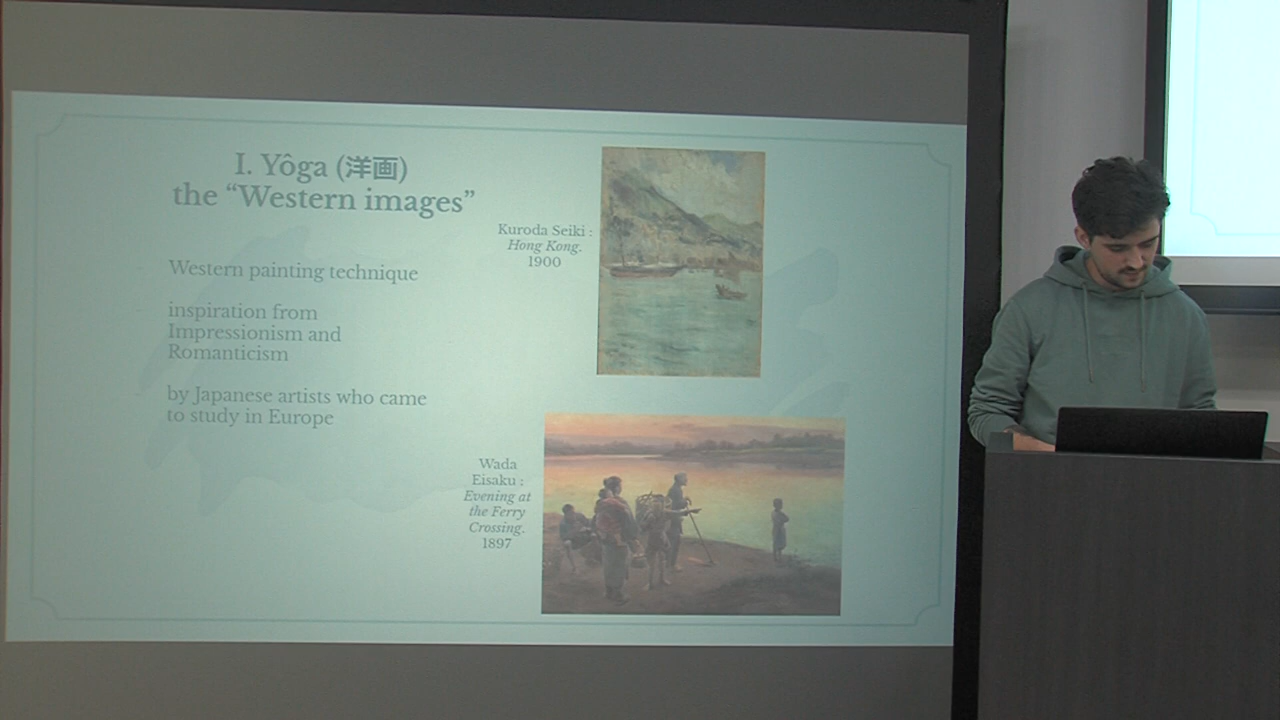 I. Yôga (洋画)
the “Western images”
Western painting technique
inspiration from
Impressionism and
Romanticism
by Japanese artists who came
to study in Europe
Kuroda Seiki :
Hong Kong.
1900
Wada
Eisaku :
Evening at
the Ferry
Crossing.
1897